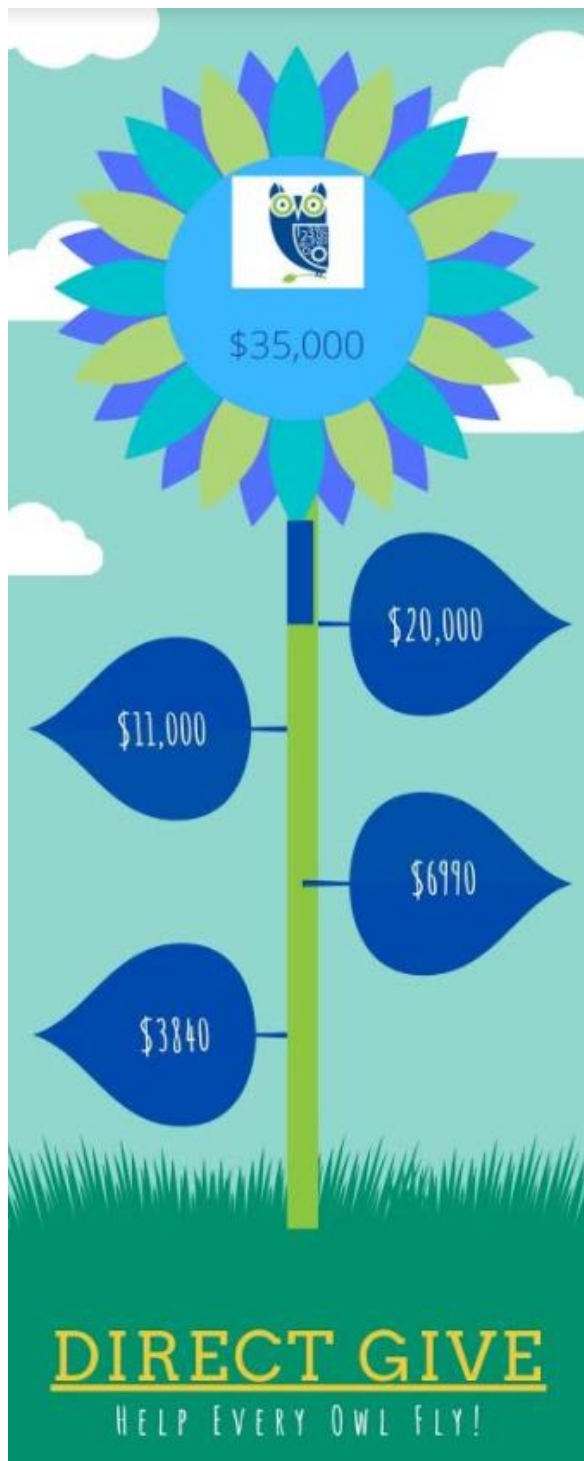 $35,000
$20,000
$11,000
$6990
$3840
DIRECT GIVE
HELP EVERY OWL FLY!